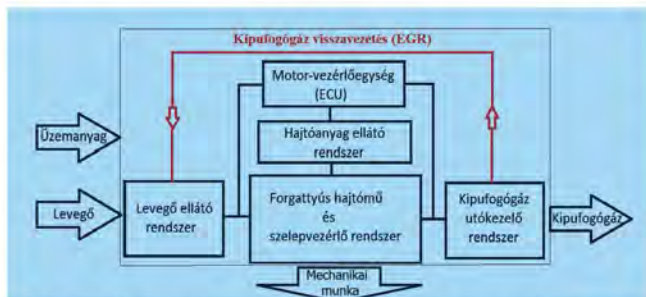 Kipufogógáz visszavezetés (EGR)
Motor-vezérlőegység
(ECU)
Üzemanyag
Hajtóanyag ellátó
rendszer
Levegő
Levegő ellátó
rendszer
Forgattyús hajtómű
és
szelepvezérlő rendszer
Kipufogógáz
utókezelő
rendszer
Kipufogógáz
Mechanikai
munka